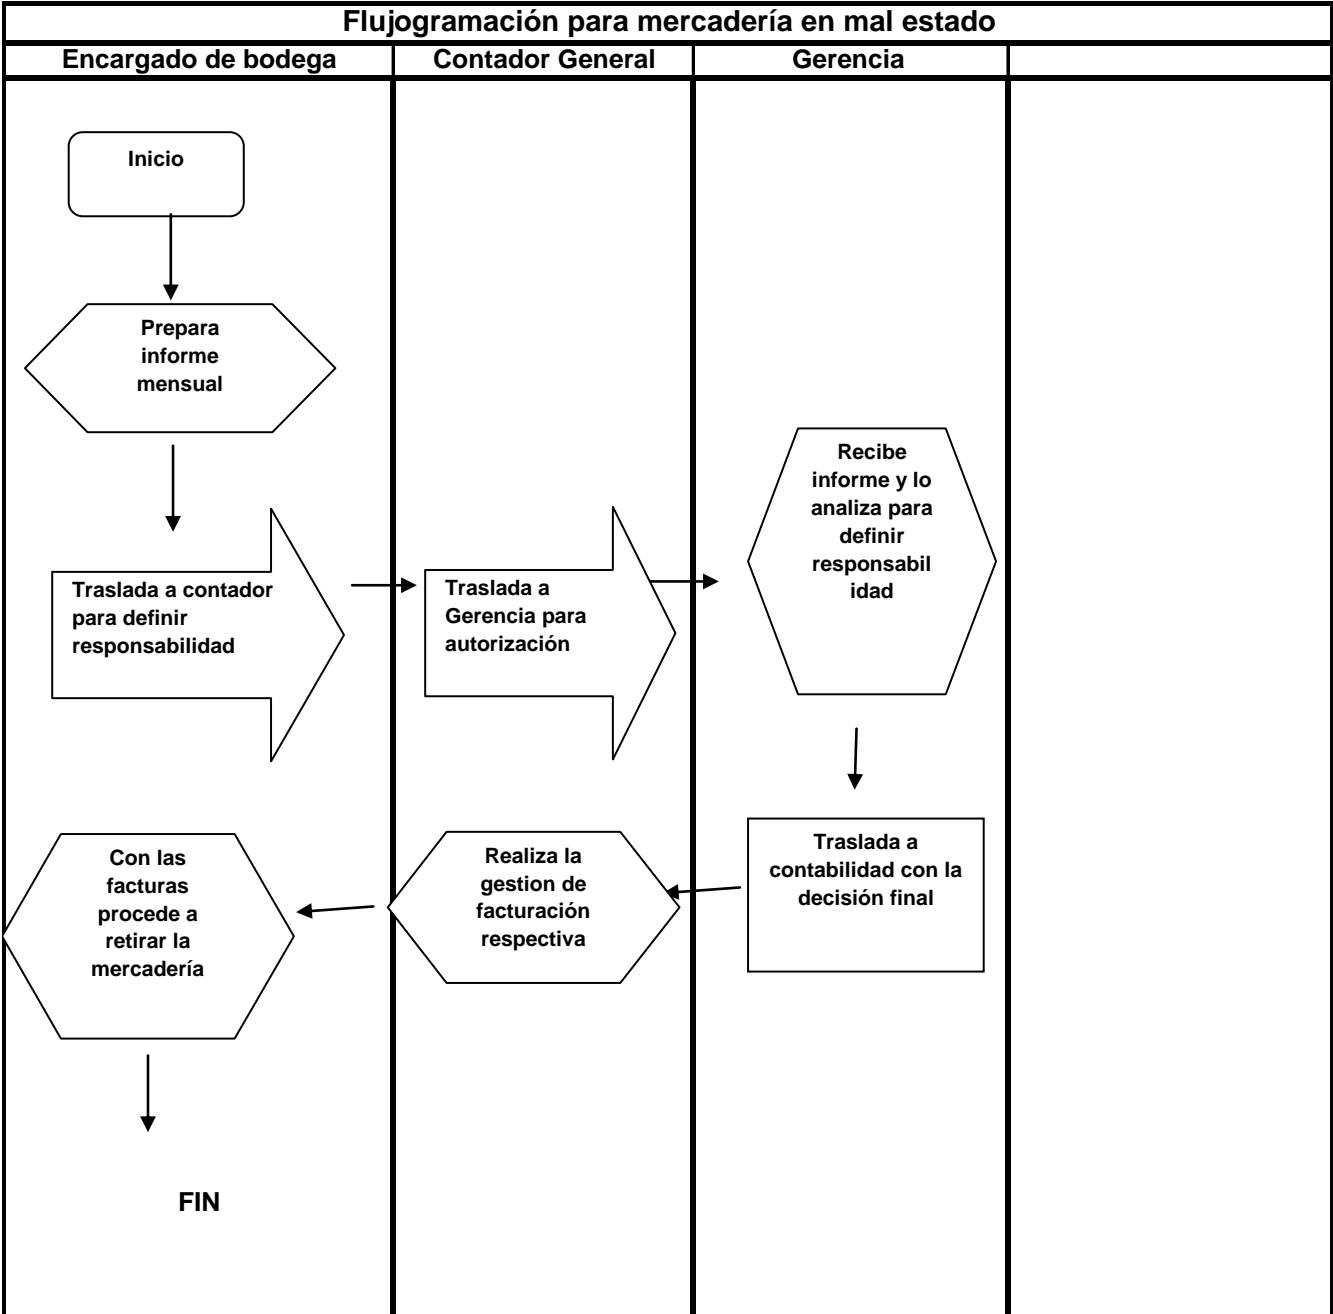 Flujogramación para mercadería en mal estado
Encargado de bodega
Contador General
Gerencia
Inicio
Prepara
informe
mensual
Traslada a contador
para definir
responsabilidad
Traslada a
Gerencia para
autorización
Recibe
informe y lo
analiza para
definir
responsabil
idad
Traslada a
contabilidad con la
decisión final
Realiza la
gestion de
facturación
respectiva
Con las
facturas
procede a
retirar la
mercadería
FIN